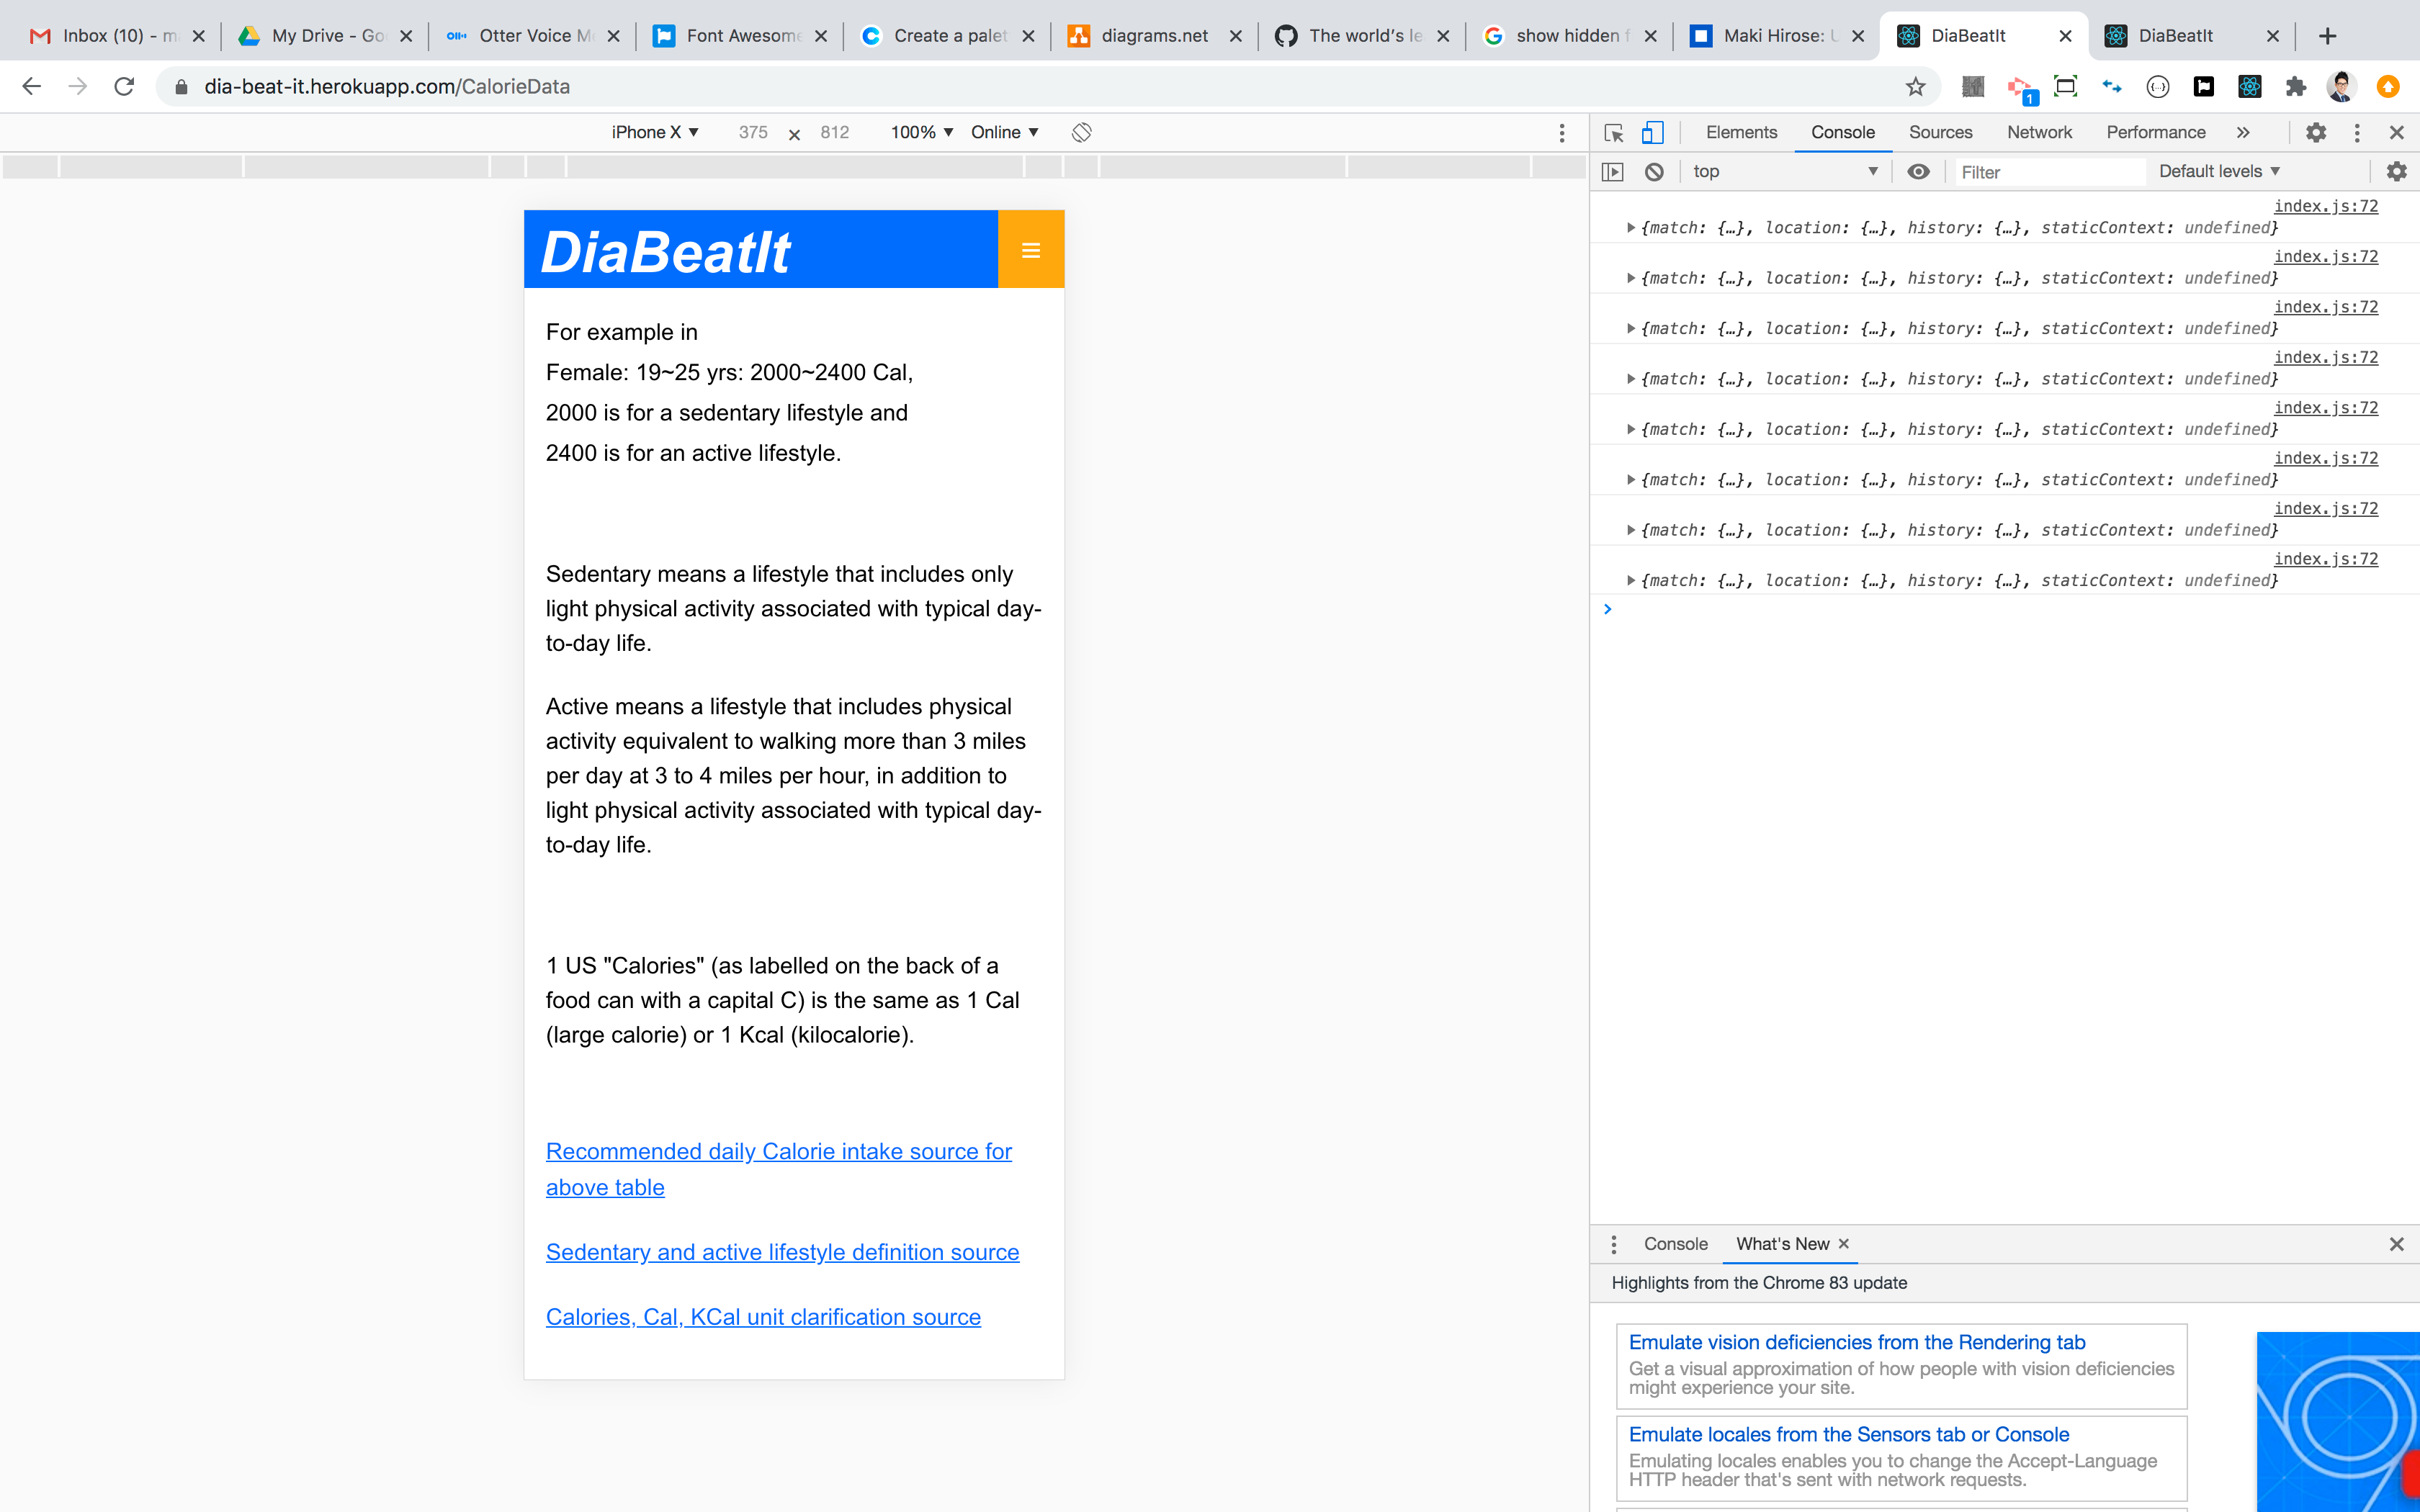 Inbox (10) - m
My Drive - Go
Otter Voice M
Font Awesome
Create a palet
diagrams.net
The world's le
show hidden f
Maki Hirose: U
DiaBeatIt
DiaBeatIt
dia-beat-it.herokuapp.com/CalorieData
1
iPhone X ▼ 375 × 812 100% ▼ Online ▼
DiaBeatIt
For example in
Female: 19~25 yrs: 2000~2400 Cal,
2000 is for a sedentary lifestyle and
2400 is for an active lifestyle.
Sedentary means a lifestyle that includes only
light physical activity associated with typical day-
to-day life.
Active means a lifestyle that includes physical
activity equivalent to walking more than 3 miles
per day at 3 to 4 miles per hour, in addition to
light physical activity associated with typical day-
to-day life.
1 US "Calories" (as labelled on the back of a
food can with a capital C) is the same as 1 Cal
(large calorie) or 1 Kcal (kilocalorie).
Recommended daily Calorie intake source for
above table
Sedentary and active lifestyle definition source
Calories, Cal, KCal unit clarification source
Elements Console Sources Network Performance »
top ▼ Filter Default levels ▼
index.js:72
{match: {…}, location: {…}, history: {…}, staticContext: undefined}
index.js:72
{match: {…}, location: {…}, history: {…}, staticContext: undefined}
index.js:72
{match: {…}, location: {…}, history: {…}, staticContext: undefined}
index.js:72
{match: {…}, location: {…}, history: {…}, staticContext: undefined}
index.js:72
{match: {…}, location: {…}, history: {…}, staticContext: undefined}
index.js:72
{match: {…}, location: {…}, history: {…}, staticContext: undefined}
index.js:72
{match: {…}, location: {…}, history: {…}, staticContext: undefined}
index.js:72
{match: {…}, location: {…}, history: {…}, staticContext: undefined}
Console What's New ×
Highlights from the Chrome 83 update
Emulate vision deficiencies from the Rendering tab
Get a visual approximation of how people with vision deficiencies
might experience your site.
Emulate locales from the Sensors tab or Console
Emulating locales enables you to change the Accept-Language
HTTP header that's sent with network requests.